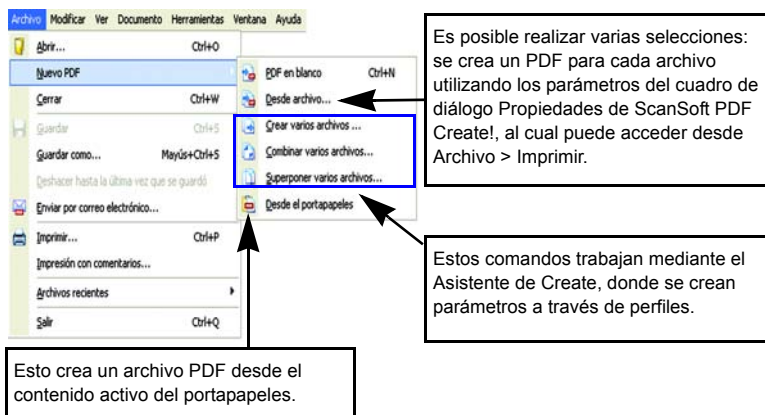 Archivo Modificar Ver Documento Herramientas Ventana Ayuda
Abrir... Ctrl+O
Nuevo PDF
Cerrar Ctrl+W
Guardar Ctrl+S
Guardar como... Mayús+Ctrl+S
Deshacer hasta la última vez que se guardó
Enviar por correo electrónico...
Imprimir... Ctrl+P
Impresión con comentarios...
Archivos recientes
Salir Ctrl+Q
PDF en blanco Ctrl+N
Desde archivo...
Crear varios archivos ...
Combinar varios archivos...
Superponer varios archivos...
Desde el portapapeles
Es posible realizar varias selecciones:
se crea un PDF para cada archivo
utilizando los parámetros del cuadro de
diálogo Propiedades de ScanSoft PDF
Create!, al cual puede acceder desde
Archivo > Imprimir.
Estos comandos trabajan mediante el
Asistente de Create, donde se crean
parámetros a través de perfiles.
Esto crea un archivo PDF desde el
contenido activo del portapapeles.